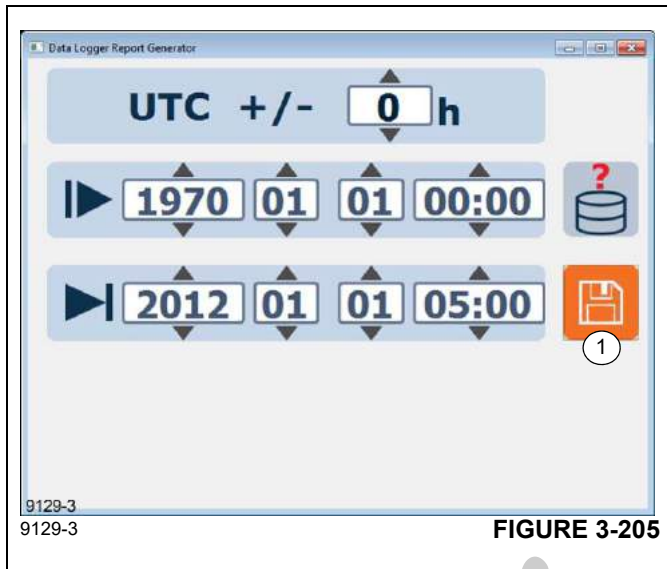 Data Logger Report Generator
UTC +/- 0 h
1970 01 01 00:00
?
2012 01 01 05:00
1
9129-3
9129-3
FIGURE 3-205